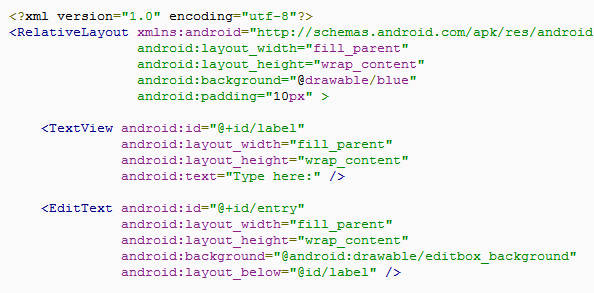 <?xml version="1.0" encoding="utf-8"?>
<RelativeLayout xmlns:android="http://schemas.android.com/apk/res/android
android:layout_width="fill_parent"
android:layout_height="wrap_content"
android:background="@drawable/blue"
android:padding="10px" >
<TextView android:id="@+id/label"
android:layout_width="fill_parent"
android:layout_height="wrap_content"
android:text="Type here:" />
<EditText android:id="@+id/entry"
android:layout_width="fill_parent"
android:layout_height="wrap_content"
android:background="@android:drawable/editbox_background"
android:layout_below="@id/label" />